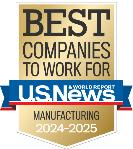 BEST
COMPANIES
TO WORK FOR
U.S. News
& WORLD REPORT
MANUFACTURING
2024-2025